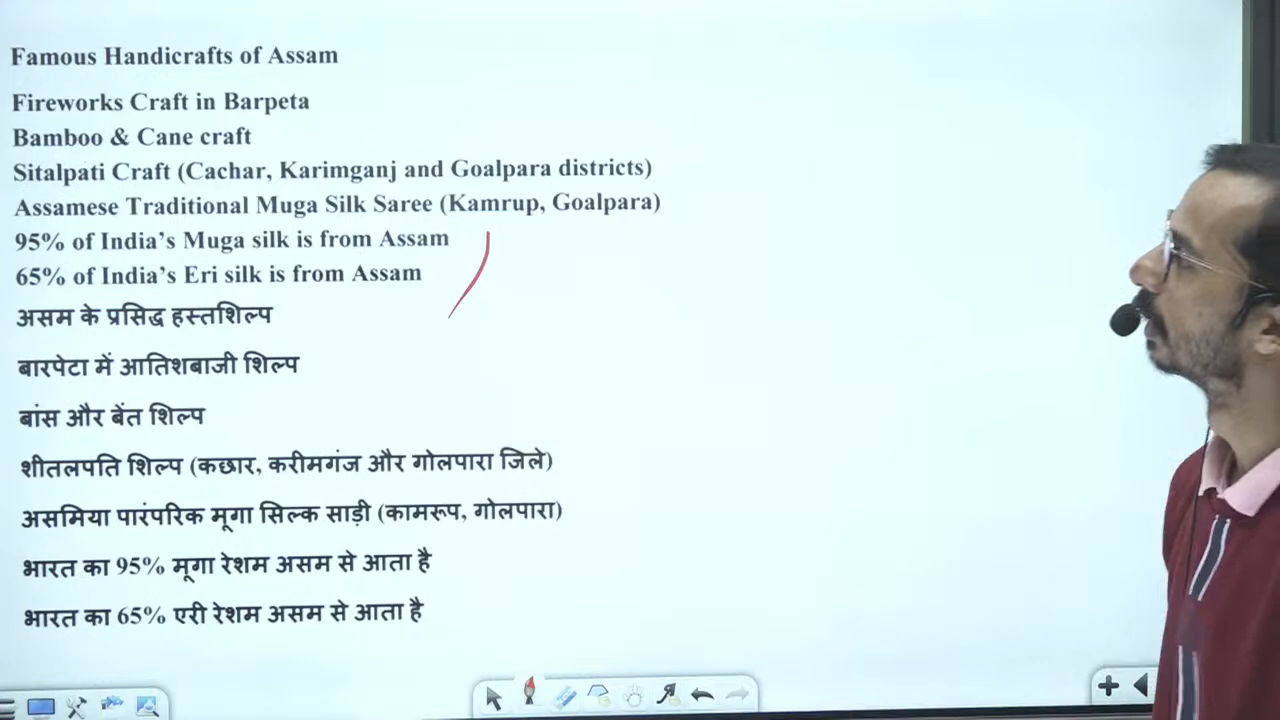 Famous Handicrafts of Assam
Fireworks Craft in Barpeta
Bamboo & Cane craft
Sitalpati Craft (Cachar, Karimganj and Goalpara districts)
Assamese Traditional Muga Silk Saree (Kamrup, Goalpara)
95% of India’s Muga silk is from Assam
65% of India’s Eri silk is from Assam
असम के प्रसिद्ध हस्तशिल्प
बारपेटा में आतिशबाजी शिल्प
बांस और बेंत शिल्प
शीतलपति शिल्प (कछार, करीमगंज और गोलपारा जिले)
असमिया पारंपरिक मूगा सिल्क साड़ी (कामरूप, गोलपारा)
भारत का 95% मूगा रेशम असम से आता है
भारत का 65% एरी रेशम असम से आता है